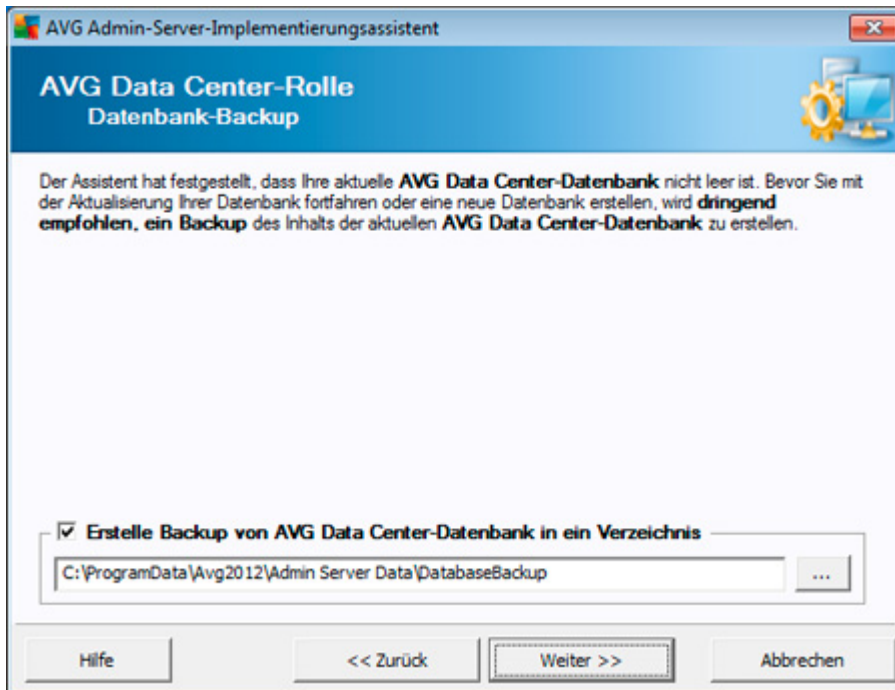 AVG Admin-Server-Implementierungsassistent
AVG Data Center-Rolle
Datenbank-Backup
Der Assistent hat festgestellt, dass Ihre aktuelle AVG Data Center-Datenbank nicht leer ist. Bevor Sie mit
der Aktualisierung Ihrer Datenbank fortfahren oder eine neue Datenbank erstellen, wird dringend
empfohlen, ein Backup des Inhalts der aktuellen AVG Data Center-Datenbank zu erstellen.
Erstelle Backup von AVG Data Center-Datenbank in ein Verzeichnis
C:\ProgramData\Avg2012\Admin Server Data\DatabaseBackup
...
Hilfe
<< Zurück
Weiter >>
Abbrechen